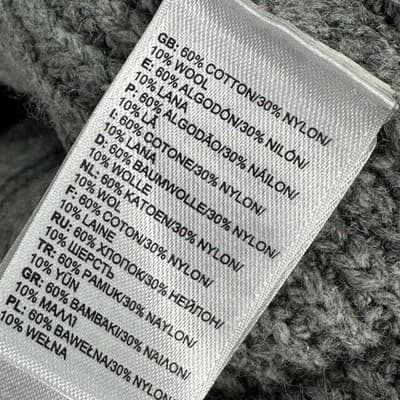 GB: 60% COTTON/30% NYLON/
10% WOOL
E: 60% ALGODÓN/30% NILÓN/
10% LANA
P: 60% ALGODÃO/30% NÁILON/
10% LÃ
I: 60% COTONE/30% NYLON/
10% LANA
D: 60% BAUMWOLLE/30% NYLON/
10% WOLLE
NL: 60% KATOEN/30% NYLON/
10% WOL
F: 60% COTON/30% NYLON/
10% LAINE
RU: 60% ХЛОПОК/30% НЕЙЛОН/
10% ШЕРСТЬ
TR: 60% PAMUK/30% NAYLON/
10% YÜN
GR: 60% BAMBAKI/30% ΝΑΙΛΟΝ/
10% ΜΑΛΛΙ
PL: 60% BAWEŁNA/30% NYLON/
10% WEŁNA